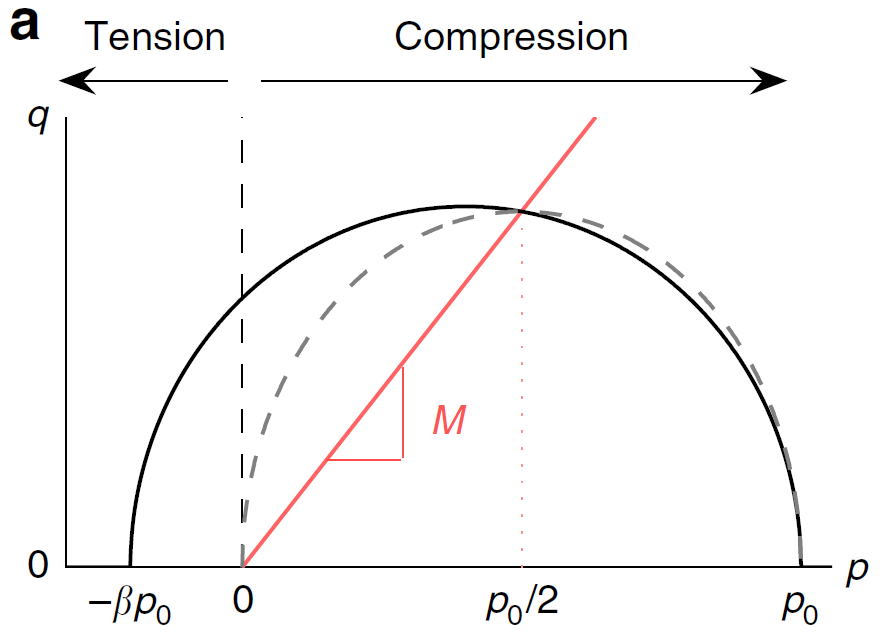 a
Tension Compression
q
M
0
−βp₀ 0 p₀/2 p₀ p